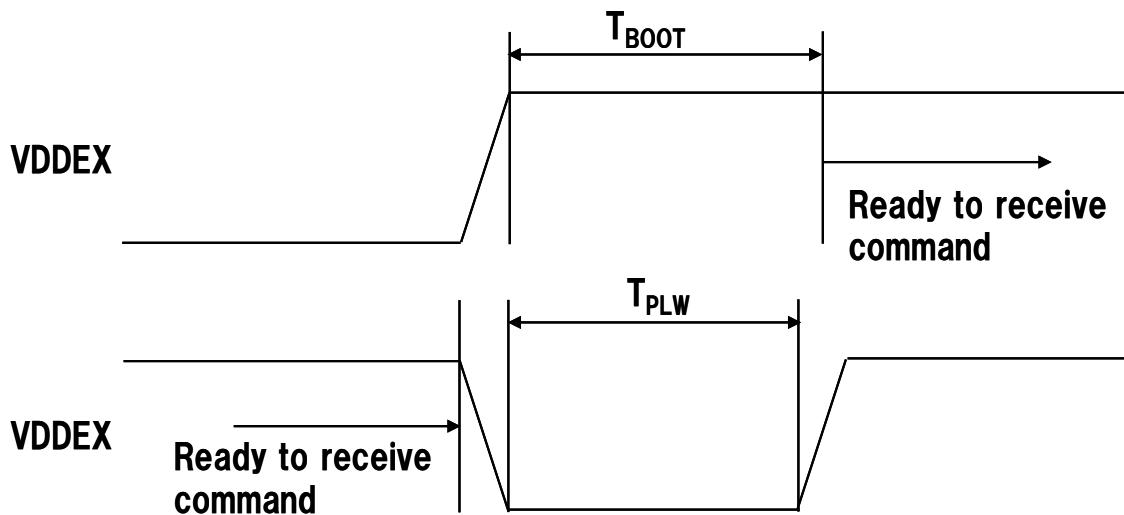 TBOOT
VDDEX
Ready to receive
command
TPLW
VDDEX
Ready to receive
command